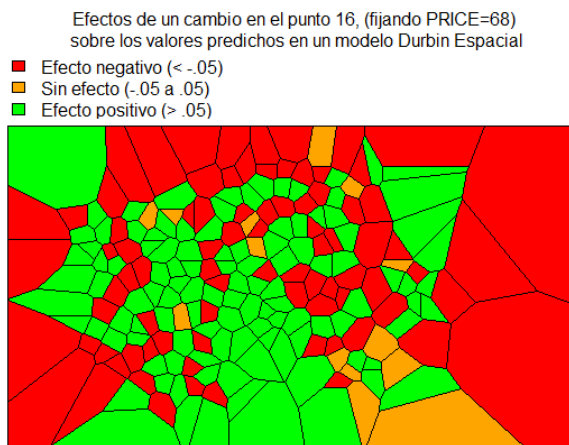 Efectos de un cambio en el punto 16, (fijando PRICE=68)
sobre los valores predichos en un modelo Durbin Espacial
Efecto negativo (< -.05)
Sin efecto (-.05 a .05)
Efecto positivo (> .05)